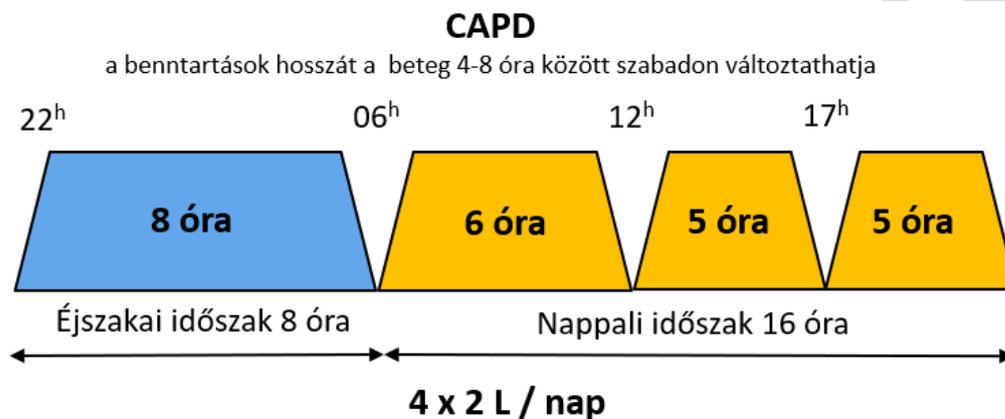 CAPD
a benntartások hosszát a beteg 4-8 óra között szabadon változtathatja
22h 06h 12h 17h
8 óra 6 óra 5 óra 5 óra
Éjszakai időszak 8 óra Nappali időszak 16 óra
4 x 2 L / nap